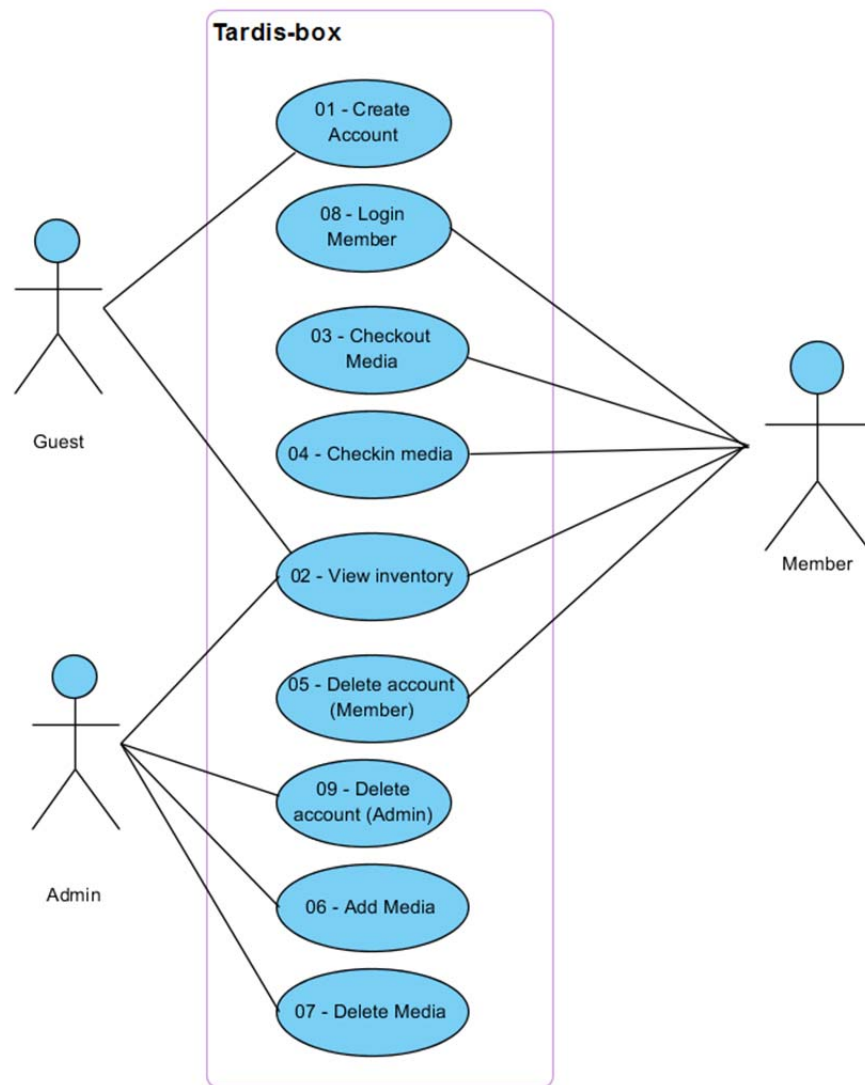 Tardis-box
01 - Create
Account
08 - Login
Member
03 - Checkout
Media
04 - Checkin media
Guest
02 - View inventory
Member
05 - Delete account
(Member)
09 - Delete
account (Admin)
Admin
06 - Add Media
07 - Delete Media